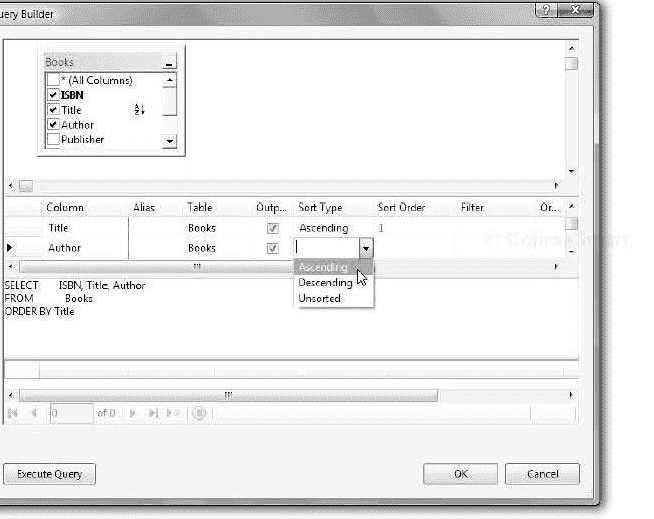 uery Builder
Books
* (All Columns)
ISBN
Title
Author
Publisher
Column Alias Table Outp... Sort Type Sort Order Filter Or...
Title Books Ascending 1
Author Books
Ascending
Descending
Unsorted
SELECT ISBN, Title, Author
FROM Books
ORDER BY Title
0 of 0
Execute Query OK Cancel